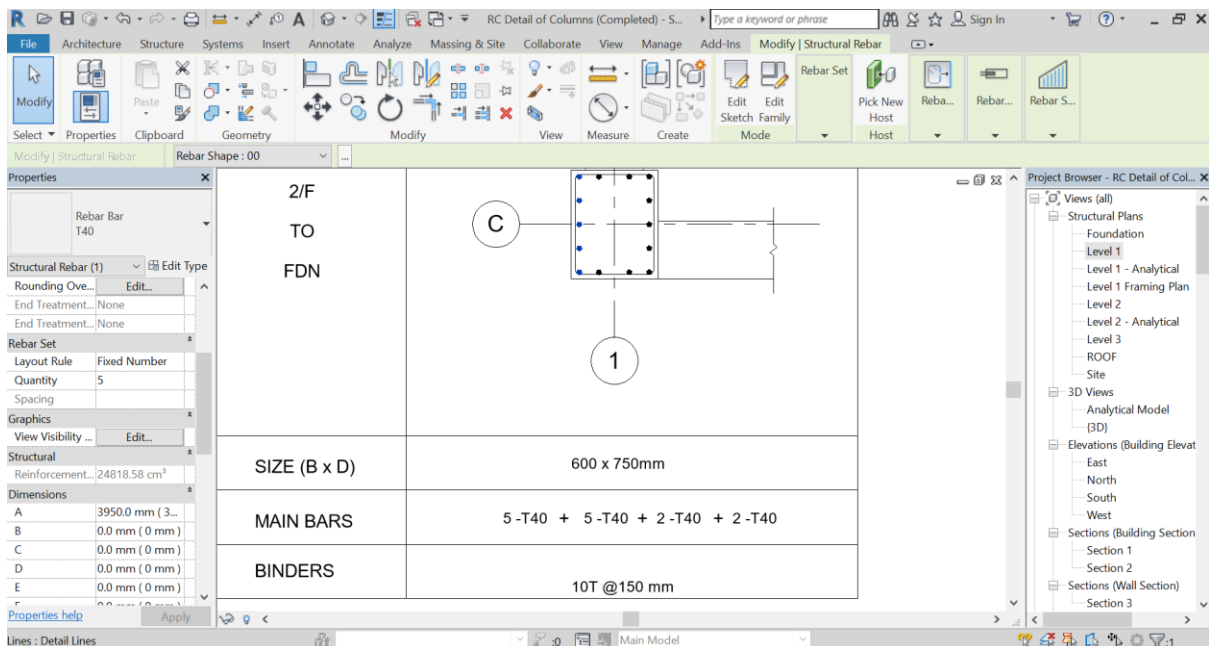 R A RC Detail of Columns (Completed) - S... Type a keyword or phrase Sign In
File Architecture Structure Systems Insert Annotate Analyze Massing & Site Collaborate View Manage Add-Ins Modify | Structural Rebar
Modify Paste Edit Sketch Edit Family Rebar Set Pick New Host Reba... Rebar... Rebar S...
Select Properties Clipboard Geometry Modify View Measure Create Mode Host
Modify | Structural Rebar Rebar Shape : 00 ...
Properties
Rebar Bar
T40
Structural Rebar (1) Edit Type
Rounding Ove... Edit...
End Treatment... None
End Treatment... None
Rebar Set
Layout Rule Fixed Number
Quantity 5
Spacing
Graphics
View Visibility ... Edit...
Structural
Reinforcement... 24818.58 cm³
Dimensions
A 3950.0 mm ( 3...
B 0.0 mm ( 0 mm )
C 0.0 mm ( 0 mm )
D 0.0 mm ( 0 mm )
E 0.0 mm ( 0 mm )
Properties help Apply
2/F
TO
FDN
C
1
SIZE (B x D) 600 x 750mm
MAIN BARS 5 -T40 + 5 -T40 + 2 -T40 + 2 -T40
BINDERS 10T @150 mm
Project Browser - RC Detail of Col...
Views (all)
Structural Plans
Foundation
Level 1
Level 1 - Analytical
Level 1 Framing Plan
Level 2
Level 2 - Analytical
Level 3
ROOF
Site
3D Views
Analytical Model
{3D}
Elevations (Building Elevat
East
North
South
West
Sections (Building Section
Section 1
Section 2
Sections (Wall Section)
Section 3
Lines : Detail Lines :0 Main Model :1